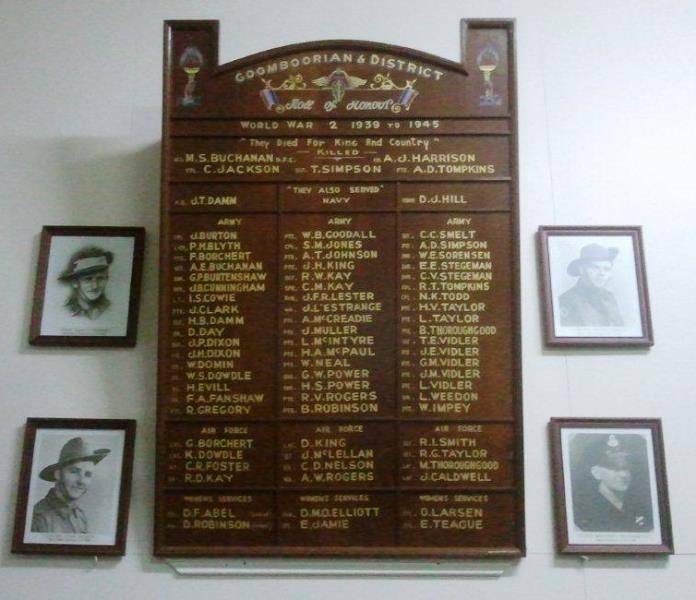 GOOMBOORIAN & DISTRICT
Roll of Honour
WORLD WAR 2 1939 TO 1945
"They Died For King And Country"
KILLED
M.S. BUCHANAN A.J. HARRISON
C. JACKSON T. SIMPSON A.D. TOMPKINS
"THEY ALSO SERVED"
J.T. DAMM NAVY D.J. HILL
ARMY ARMY ARMY
J. BURTON W.B. GOODALL C.C. SMELT
P.H. BLYTH S.M. JONES A.D. SIMPSON
F. BORCHERT A.T. JOHNSON W.E. SORENSEN
A.E. BUCHANAN J.H. KING E.E. STEGEMAN
G.P. BURTENSHAW R.W. KAY C.V. STEGEMAN
J.B. CUNNINGHAM C.M. KAY R.T. TOMPKINS
I.S. COWIE J.F.R. LESTER N.K. TODD
J. CLARK J. L'ESTRANGE H.V. TAYLOR
H.B. DAMM A. McCREADIE L. TAYLOR
D. DAY J. MULLER B. THOROUGHGOOD
J.P. DIXON L. McINTYRE T.E. VIDLER
J.H. DIXON H.A. McPAUL J.E. VIDLER
W. DOMIN W. NEAL G.M. VIDLER
W.S. DOWDLE G.W. POWER J.M. VIDLER
H. EVILL H.S. POWER L. VIDLER
F.A. FANSHAW R.V. ROGERS L. WEEDON
R. GREGORY B. ROBINSON W. IMPEY
AIR FORCE AIR FORCE AIR FORCE
G. BORCHERT D. KING R.I. SMITH
K. DOWDLE J. McLELLAN R.G. TAYLOR
C.R. FOSTER C.D. NELSON M. THOROUGHGOOD
R.D. KAY A.W. ROGERS J. CALDWELL
WOMENS SERVICES WOMENS SERVICES WOMENS SERVICES
D.F. ABEL D.M.O. ELLIOTT O. LARSEN
D. ROBINSON E. JAMIE E. TEAGUE